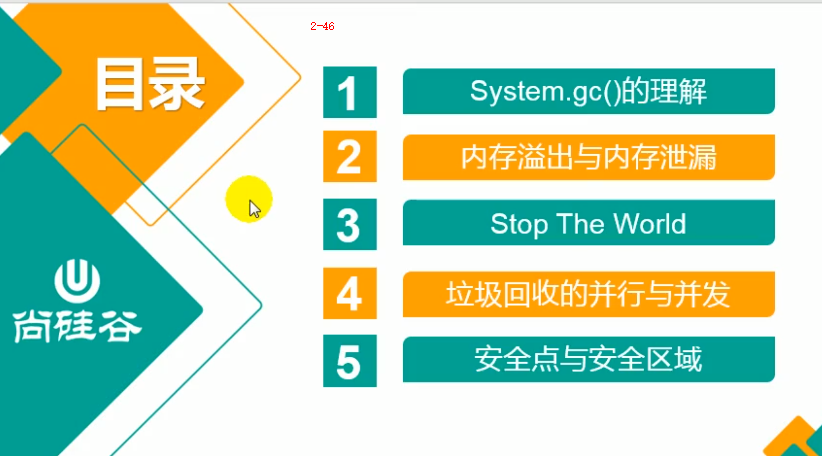 2-46
目录
1 System.gc()的理解
2 内存溢出与内存泄漏
3 Stop The World
4 垃圾回收的并行与并发
5 安全点与安全区域
尚硅谷